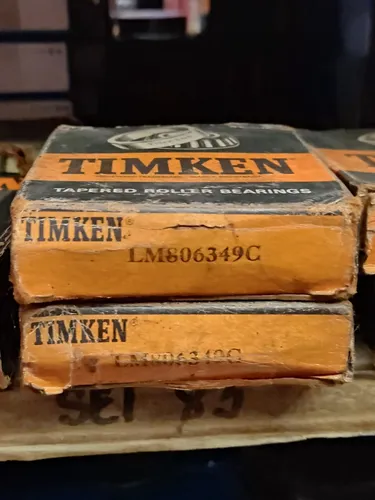 TIMKEN
TAPERED ROLLER BEARINGS
TIMKEN®
LM806349C
TIMKEN
LM806349C